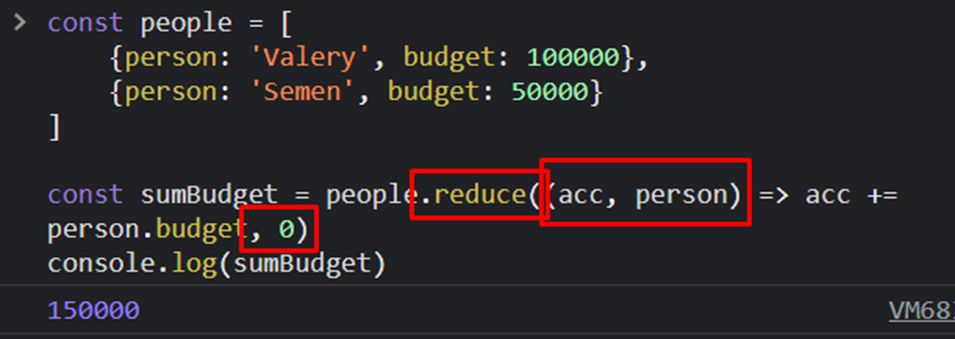 > const people = [
    {person: 'Valery', budget: 100000},
    {person: 'Semen', budget: 50000}
]
const sumBudget = people.reduce((acc, person) => acc +=
person.budget, 0)
console.log(sumBudget)
150000 VM68